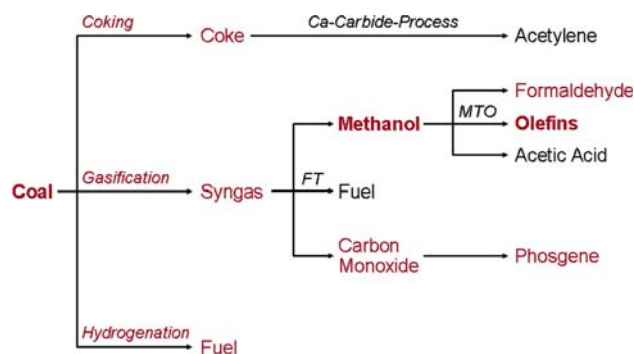 Coking
Coke
Ca-Carbide-Process
Acetylene
Formaldehyde
Methanol
MTO
Olefins
Acetic Acid
Coal
Gasification
Syngas
FT
Fuel
Carbon
Monoxide
Phosgene
Hydrogenation
Fuel